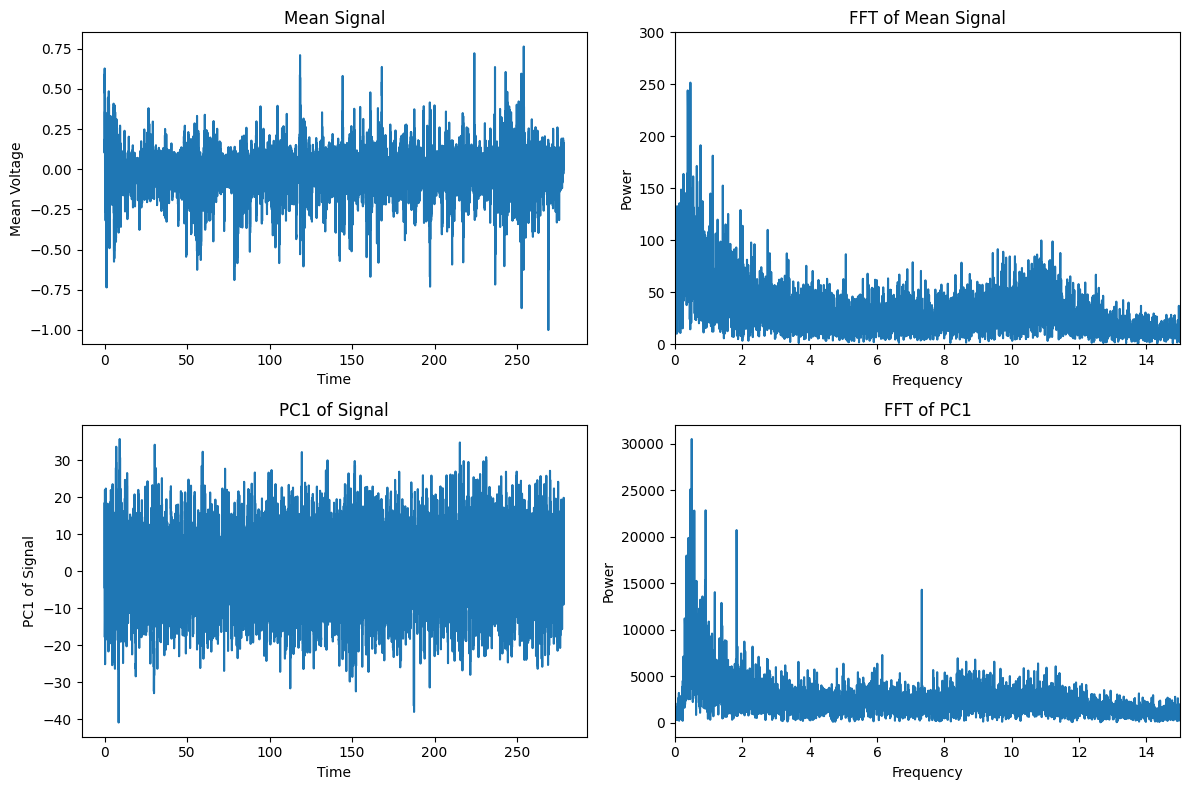 Mean Signal
Mean Voltage
0.75
0.50
0.25
0.00
−0.25
−0.50
−0.75
−1.00
0 50 100 150 200 250
Time
FFT of Mean Signal
Power
300
250
200
150
100
50
0
0 2 4 6 8 10 12 14
Frequency
PC1 of Signal
PC1 of Signal
30
20
10
0
−10
−20
−30
−40
0 50 100 150 200 250
Time
FFT of PC1
Power
30000
25000
20000
15000
10000
5000
0
0 2 4 6 8 10 12 14
Frequency